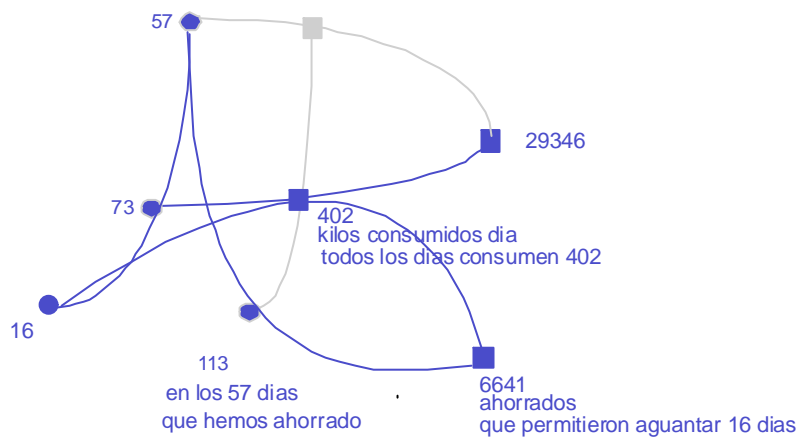 57
29346
73
402
kilos consumidos dia
todos los dias consumen 402
16
113
en los 57 dias
que hemos ahorrado
6641
ahorrados
que permitieron aguantar 16 dias